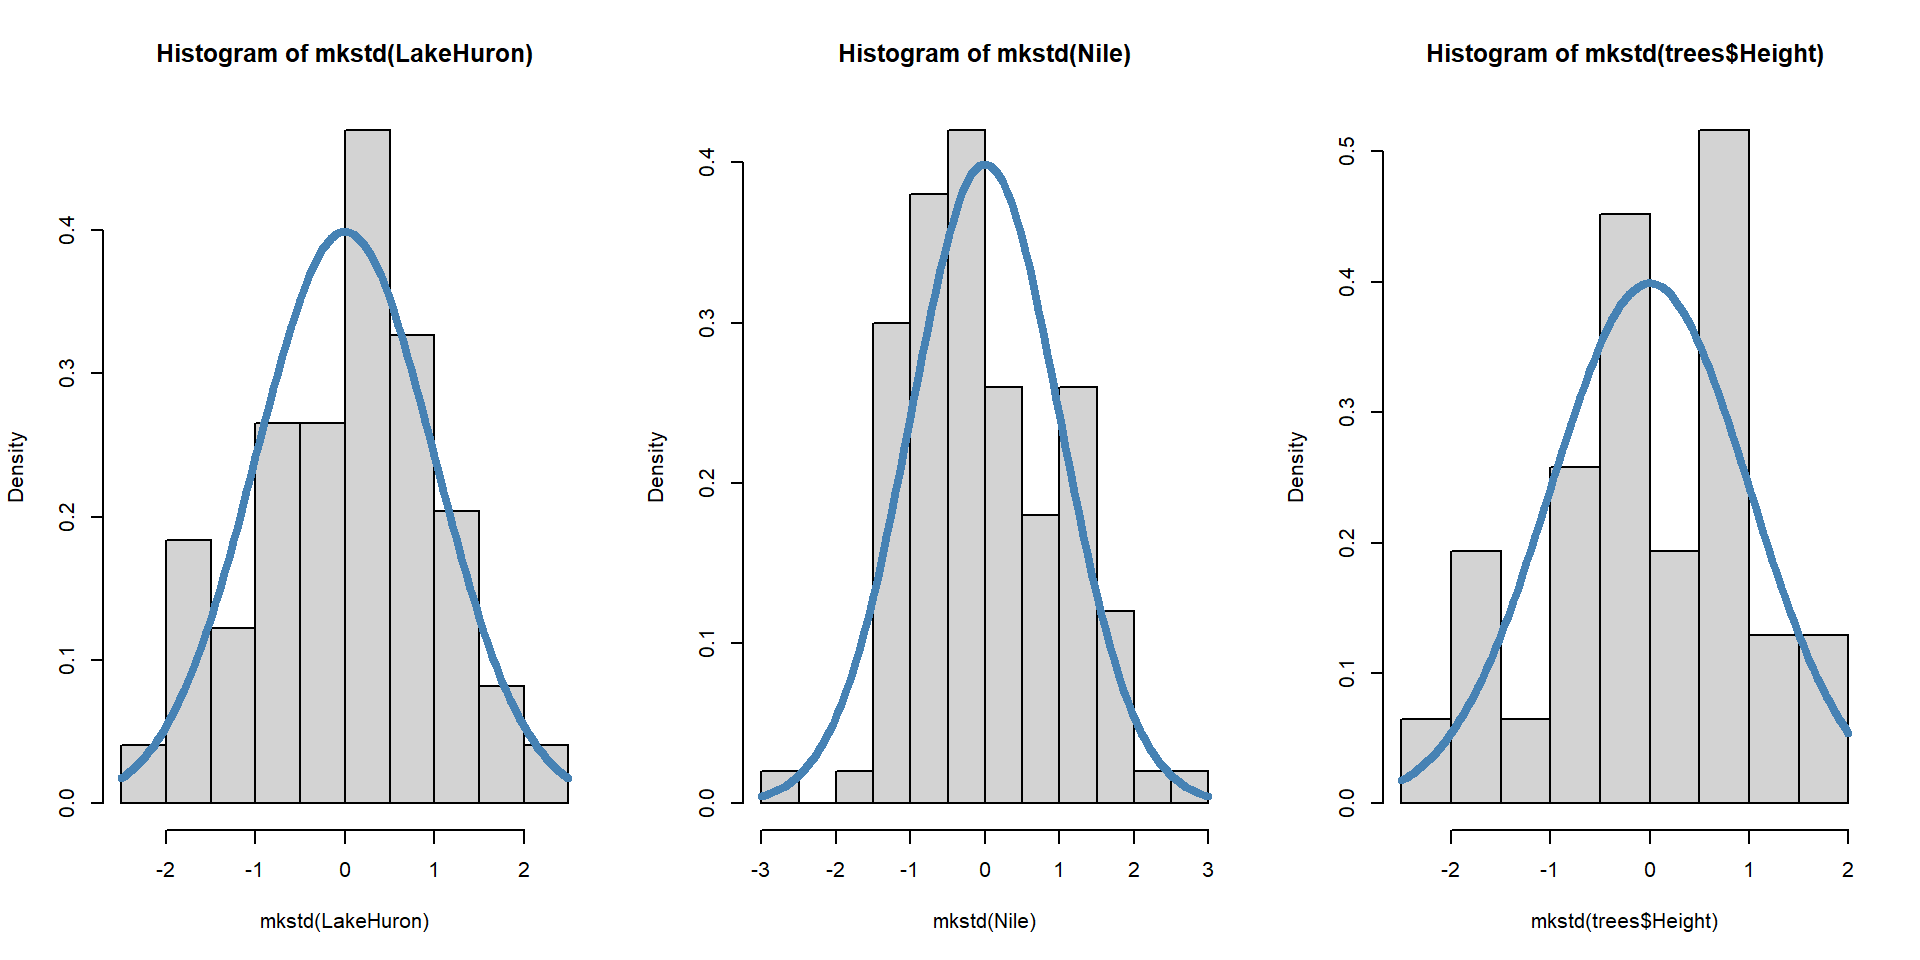 Histogram of mkstd(LakeHuron)
Density
0.0
0.1
0.2
0.3
0.4
-2 -1 0 1 2
mkstd(LakeHuron)
Histogram of mkstd(Nile)
Density
0.0
0.1
0.2
0.3
0.4
-3 -2 -1 0 1 2 3
mkstd(Nile)
Histogram of mkstd(trees$Height)
Density
0.0
0.1
0.2
0.3
0.4
0.5
-2 -1 0 1 2
mkstd(trees$Height)